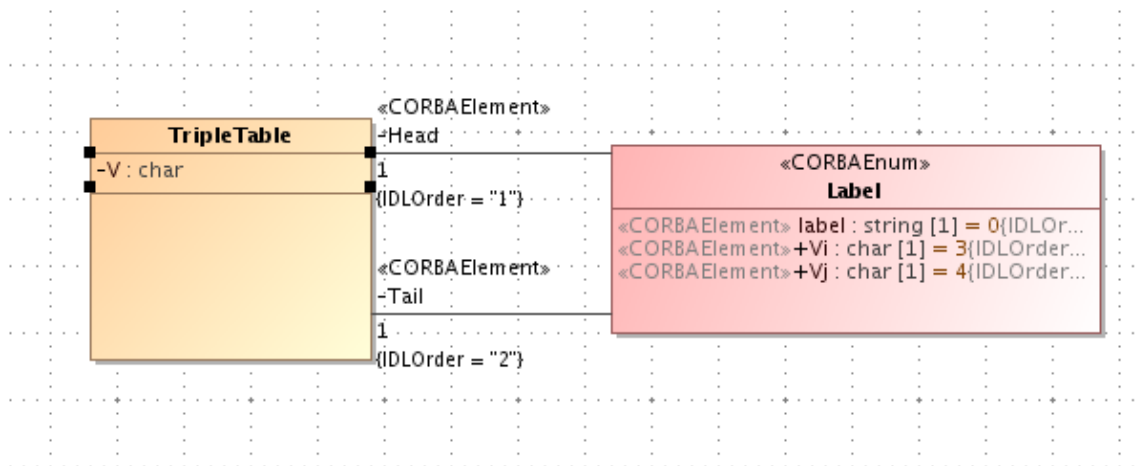 TripleTable
-V : char
«CORBAElement»
-Head
1
{IDLOrder = "1"}
«CORBAElement»
-Tail
1
{IDLOrder = "2"}
«CORBAEnum»
Label
«CORBAElement» label : string [1] = 0{IDLOr...
«CORBAElement» +Vi : char [1] = 3{IDLOrder...
«CORBAElement» +Vj : char [1] = 4{IDLOrder...